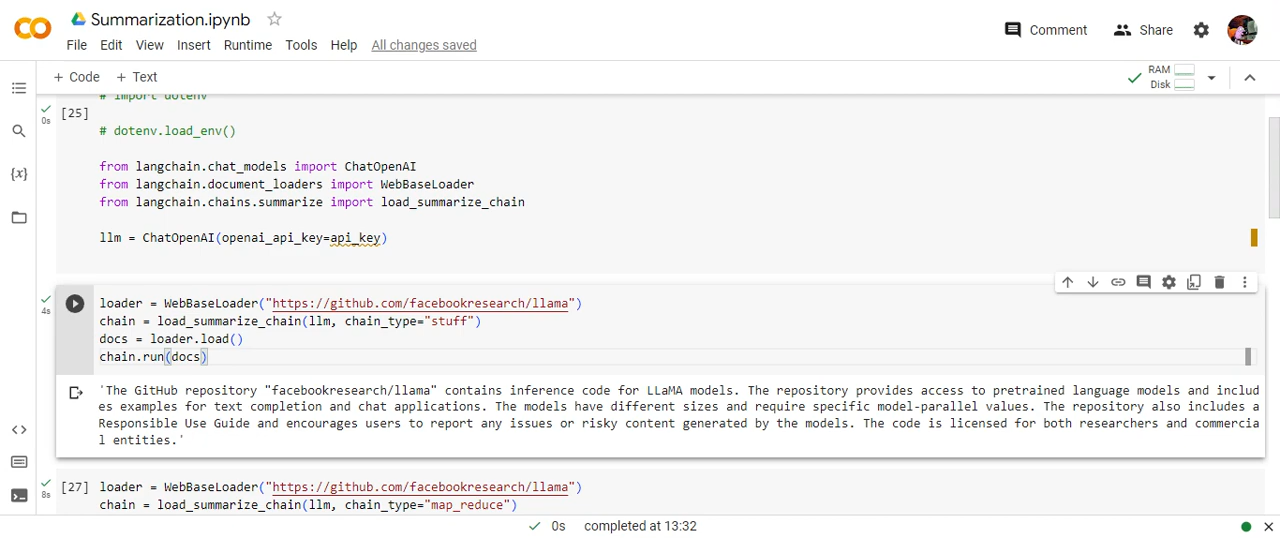 Summarization.ipynb
Comment
Share
File Edit View Insert Runtime Tools Help All changes saved
+ Code + Text
RAM
Disk
# import dotenv
[25]
0s
# dotenv.load_env()
from langchain.chat_models import ChatOpenAI
from langchain.document_loaders import WebBaseLoader
from langchain.chains.summarize import load_summarize_chain
llm = ChatOpenAI(openai_api_key=api_key)
4s
loader = WebBaseLoader("https://github.com/facebookresearch/llama")
chain = load_summarize_chain(llm, chain_type="stuff")
docs = loader.load()
chain.run(docs)
'The GitHub repository "facebookresearch/llama" contains inference code for LLaMA models. The repository provides access to pretrained language models and includ
es examples for text completion and chat applications. The models have different sizes and require specific model-parallel values. The repository also includes a
Responsible Use Guide and encourages users to report any issues or risky content generated by the models. The code is licensed for both researchers and commercia
l entities.'
[27] loader = WebBaseLoader("https://github.com/facebookresearch/llama")
8s
chain = load_summarize_chain(llm, chain_type="map_reduce")
0s completed at 13:32